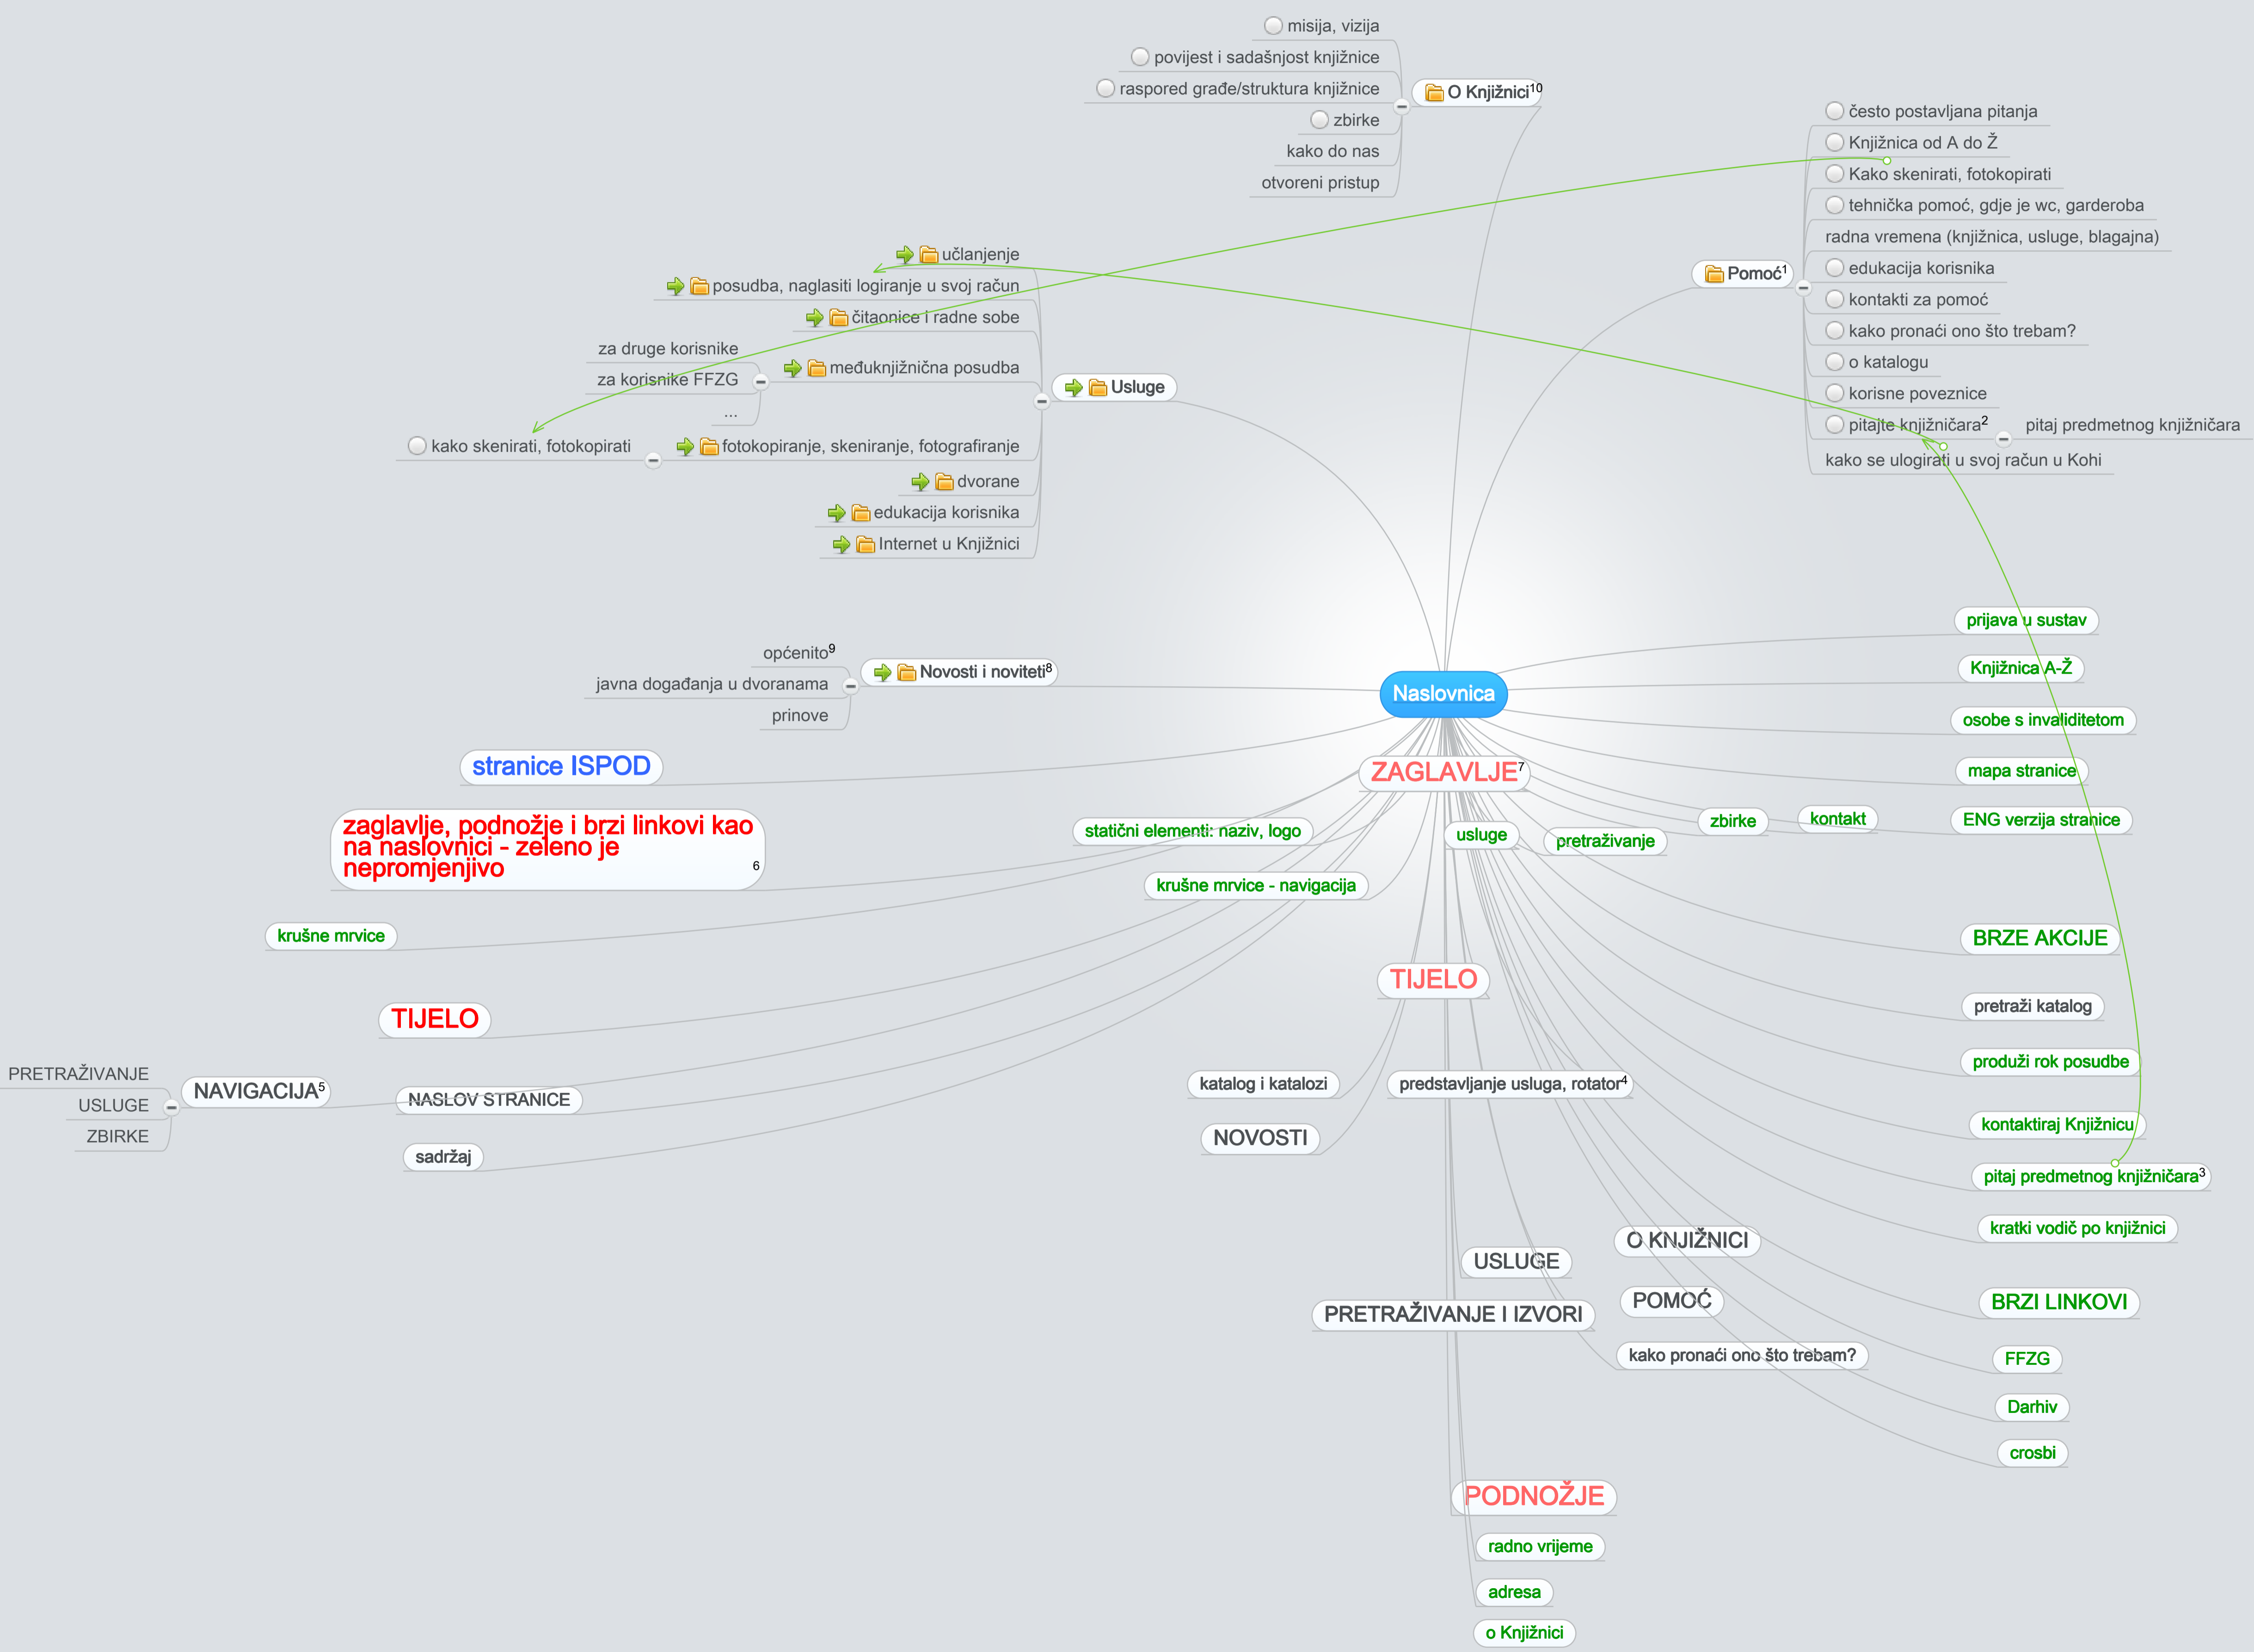 misija, vizija
povijest i sadašnjost knjižnice
raspored građe/struktura knjižnice
zbirke
kako do nas
otvoreni pristup
O Knjižnici10
često postavljana pitanja
Knjižnica od A do Ž
Kako skenirati, fotokopirati
tehnička pomoć, gdje je wc, garderoba
radna vremena (knjižnica, usluge, blagajna)
edukacija korisnika
kontakti za pomoć
kako pronaći ono što trebam?
o katalogu
korisne poveznice
pitajte knjižničara2
pitaj predmetnog knjižničara
kako se ulogirati u svoj račun u Kohi
Pomoć1
učlanjenje
posudba, naglasiti logiranje u svoj račun
čitaonice i radne sobe
međuknjižnična posudba
za druge korisnike
za korisnike FFZG
...
fotokopiranje, skeniranje, fotografiranje
kako skenirati, fotokopirati
dvorane
edukacija korisnika
Internet u Knjižnici
Usluge
općenito9
javna događanja u dvoranama
prinove
Novosti i noviteti8
Naslovnica
prijava u sustav
Knjižnica A-Ž
osobe s invaliditetom
mapa stranice
ENG verzija stranice
stranice ISPOD
zaglavlje, podnožje i brzi linkovi kao
na naslovnici - zeleno je
nepromjenjivo
6
krušne mrvice
TIJELO
PRETRAŽIVANJE
USLUGE
ZBIRKE
NAVIGACIJA5
NASLOV STRANICE
sadržaj
ZAGLAVLJE7
statični elementi: naziv, logo
usluge
pretraživanje
zbirke
kontakt
krušne mrvice - navigacija
TIJELO
katalog i katalozi
predstavljanje usluga, rotator4
NOVOSTI
USLUGE
O KNJIŽNICI
PRETRAŽIVANJE I IZVORI
POMOĆ
kako pronaći ono što trebam?
BRZE AKCIJE
pretraži katalog
produži rok posudbe
kontaktiraj Knjižnicu
pitaj predmetnog knjižničara3
kratki vodič po knjižnici
BRZI LINKOVI
FFZG
Darhiv
crosbi
PODNOŽJE
radno vrijeme
adresa
o Knjižnici